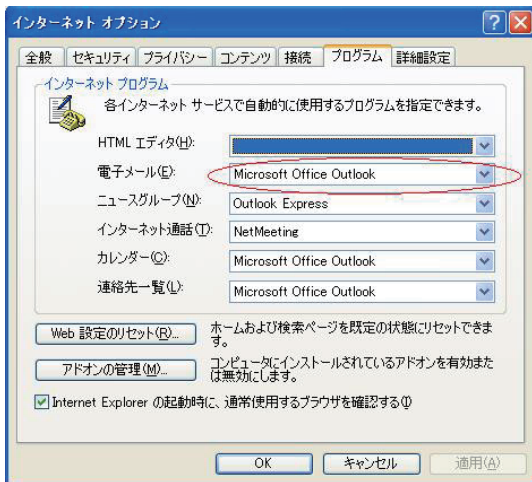 インターネット オプション
全般 セキュリティ プライバシー コンテンツ 接続 プログラム 詳細設定
インターネット プログラム
各インターネット サービスで自動的に使用するプログラムを指定できます。
HTML エディタ(H):
電子メール(E): Microsoft Office Outlook
ニュースグループ(N): Outlook Express
インターネット通話(T): NetMeeting
カレンダー(C): Microsoft Office Outlook
連絡先一覧(L): Microsoft Office Outlook
Web 設定のリセット(R)... ホームおよび検索ページを既定の状態にリセットできま
す。
アドオンの管理(M)... コンピュータにインストールされているアドオンを有効また
は無効にします。
Internet Explorer の起動時に、通常使用するブラウザを確認する(I)
OK キャンセル 適用(A)